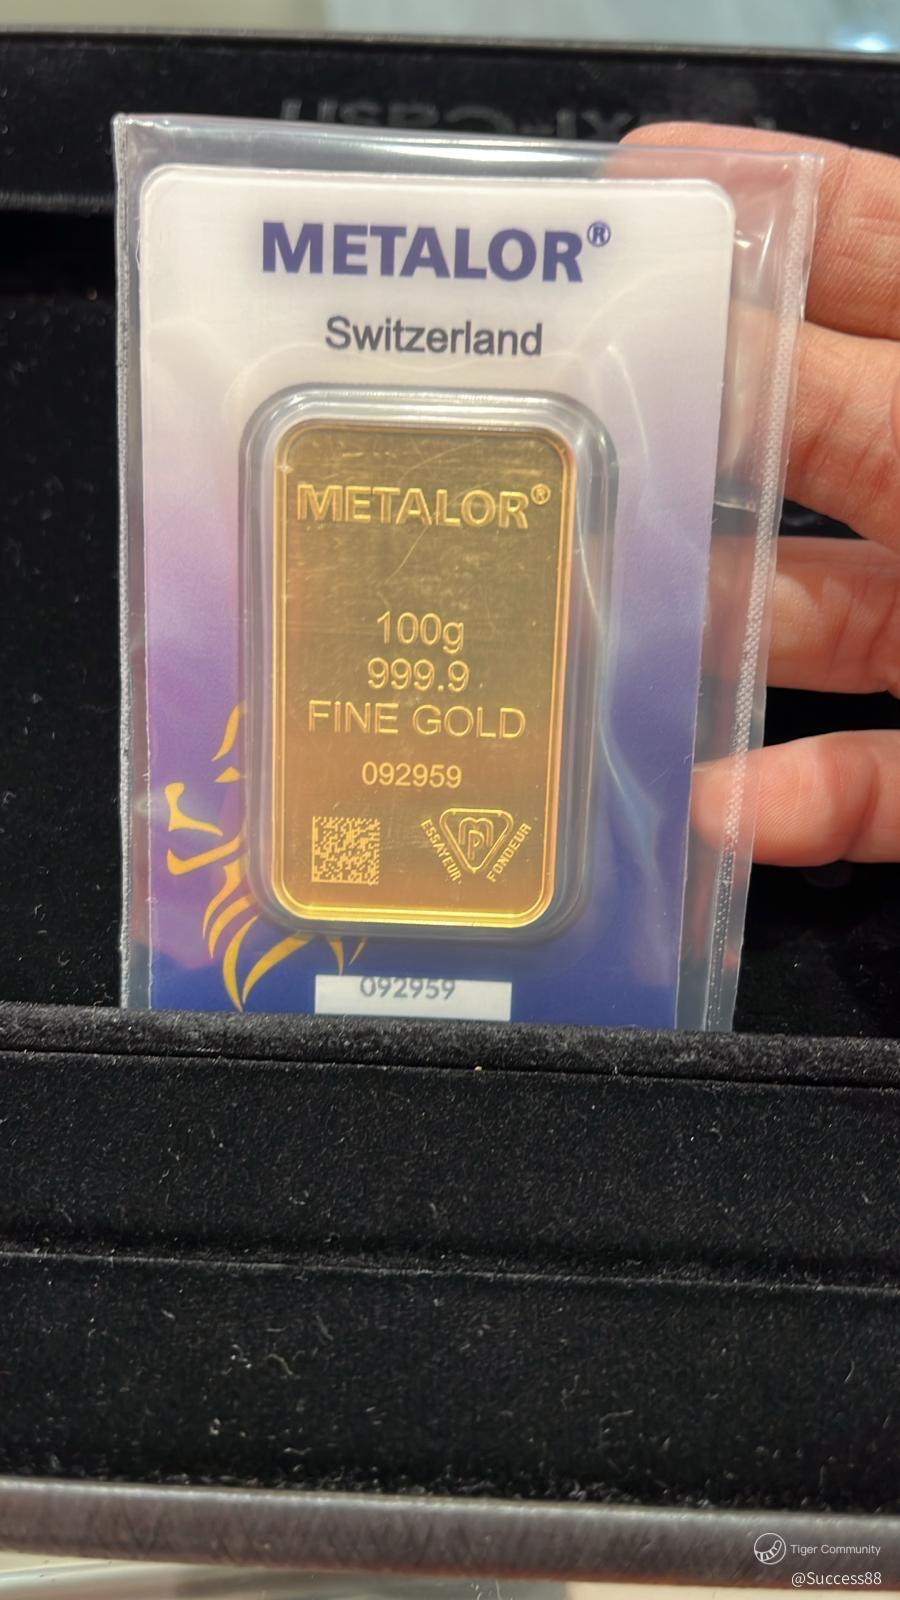 METALOR®
Switzerland
METALOR®
100g
999.9
FINE GOLD
092959
ESSAYEUR FONDEUR
092959
Tiger Community
@Success88